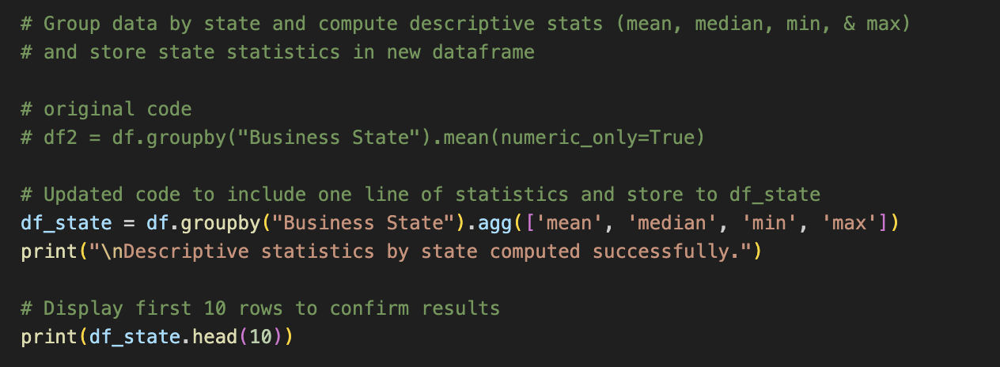 # Group data by state and compute descriptive stats (mean, median, min, & max)
# and store state statistics in new dataframe
# original code
# df2 = df.groupby("Business State").mean(numeric_only=True)
# Updated code to include one line of statistics and store to df_state
df_state = df.groupby("Business State").agg(['mean', 'median', 'min', 'max'])
print("\nDescriptive statistics by state computed successfully.")
# Display first 10 rows to confirm results
print(df_state.head(10))